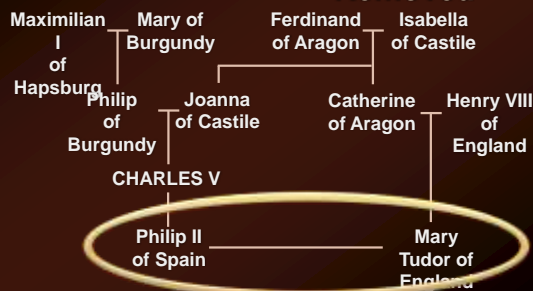 Maximilian
I
of
Hapsburg
Mary of
Burgundy
Ferdinand
of Aragon
Isabella
of Castile
Philip
of
Burgundy
Joanna
of Castile
Catherine
of Aragon
Henry VIII
of
England
CHARLES V
Philip II
of Spain
Mary
Tudor of
England